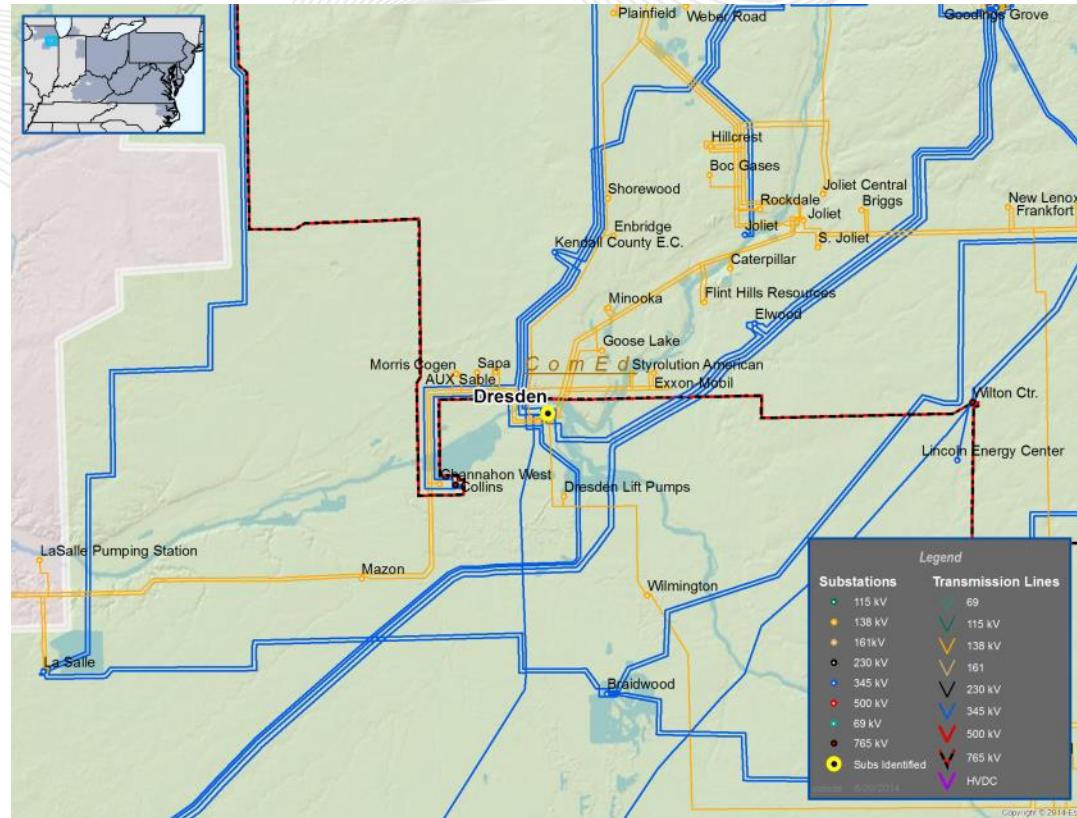 Plainfield
Weber Road
Goodings Grove
Hillcrest
Boc Gases
Shorewood
Joliet Central
Briggs
Rockdale
New Lenox
Frankfort
Joliet
Enbridge
Joliet
S. Joliet
Kendall County E.C.
Caterpillar
Flint Hills Resources
Minooka
Elwood
Goose Lake
ComEd
Morris Cogen
Sapa
Styrolution American
AUX Sable
Exxon-Mobil
Dresden
Wilton Ctr.
Lincoln Energy Center
Channahon West
Collins
Dresden Lift Pumps
LaSalle Pumping Station
Mazon
Wilmington
La Salle
Braidwood
Legend
Substations
115 kV
138 kV
161kV
230 kV
345 kV
500 kV
69 kV
765 kV
Subs Identified
Transmission Lines
69
115 kV
138 kV
161
230 kV
345 kV
500 kV
765 kV
HVDC